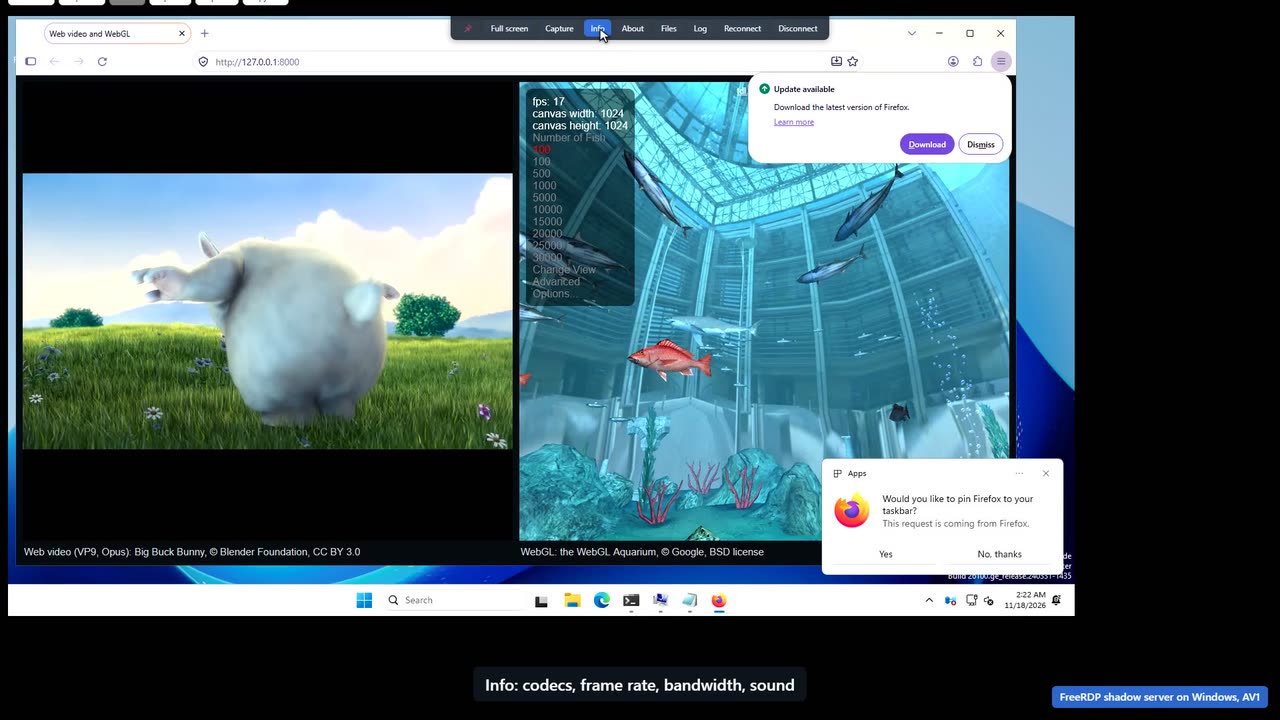 Web video and WebGL
Full screen
Capture
Info
About
Files
Log
Reconnect
Disconnect
http://127.0.0.1:8000
Update available
Download the latest version of Firefox.
Learn more
Download
Dismiss
fps: 17
canvas width: 1024
canvas height: 1024
Number of Fish
100
100
500
1000
5000
10000
15000
20000
25000
30000
Change View
Advanced
Options...
Apps
Would you like to pin Firefox to your
taskbar?
This request is coming from Firefox.
Yes
No, thanks
Web video (VP9, Opus): Big Buck Bunny, © Blender Foundation, CC BY 3.0
WebGL: the WebGL Aquarium, © Google, BSD license
Build 26100.ge_release.240331-1435
Search
2:22 AM
11/18/2026
Info: codecs, frame rate, bandwidth, sound
FreeRDP shadow server on Windows, AV1